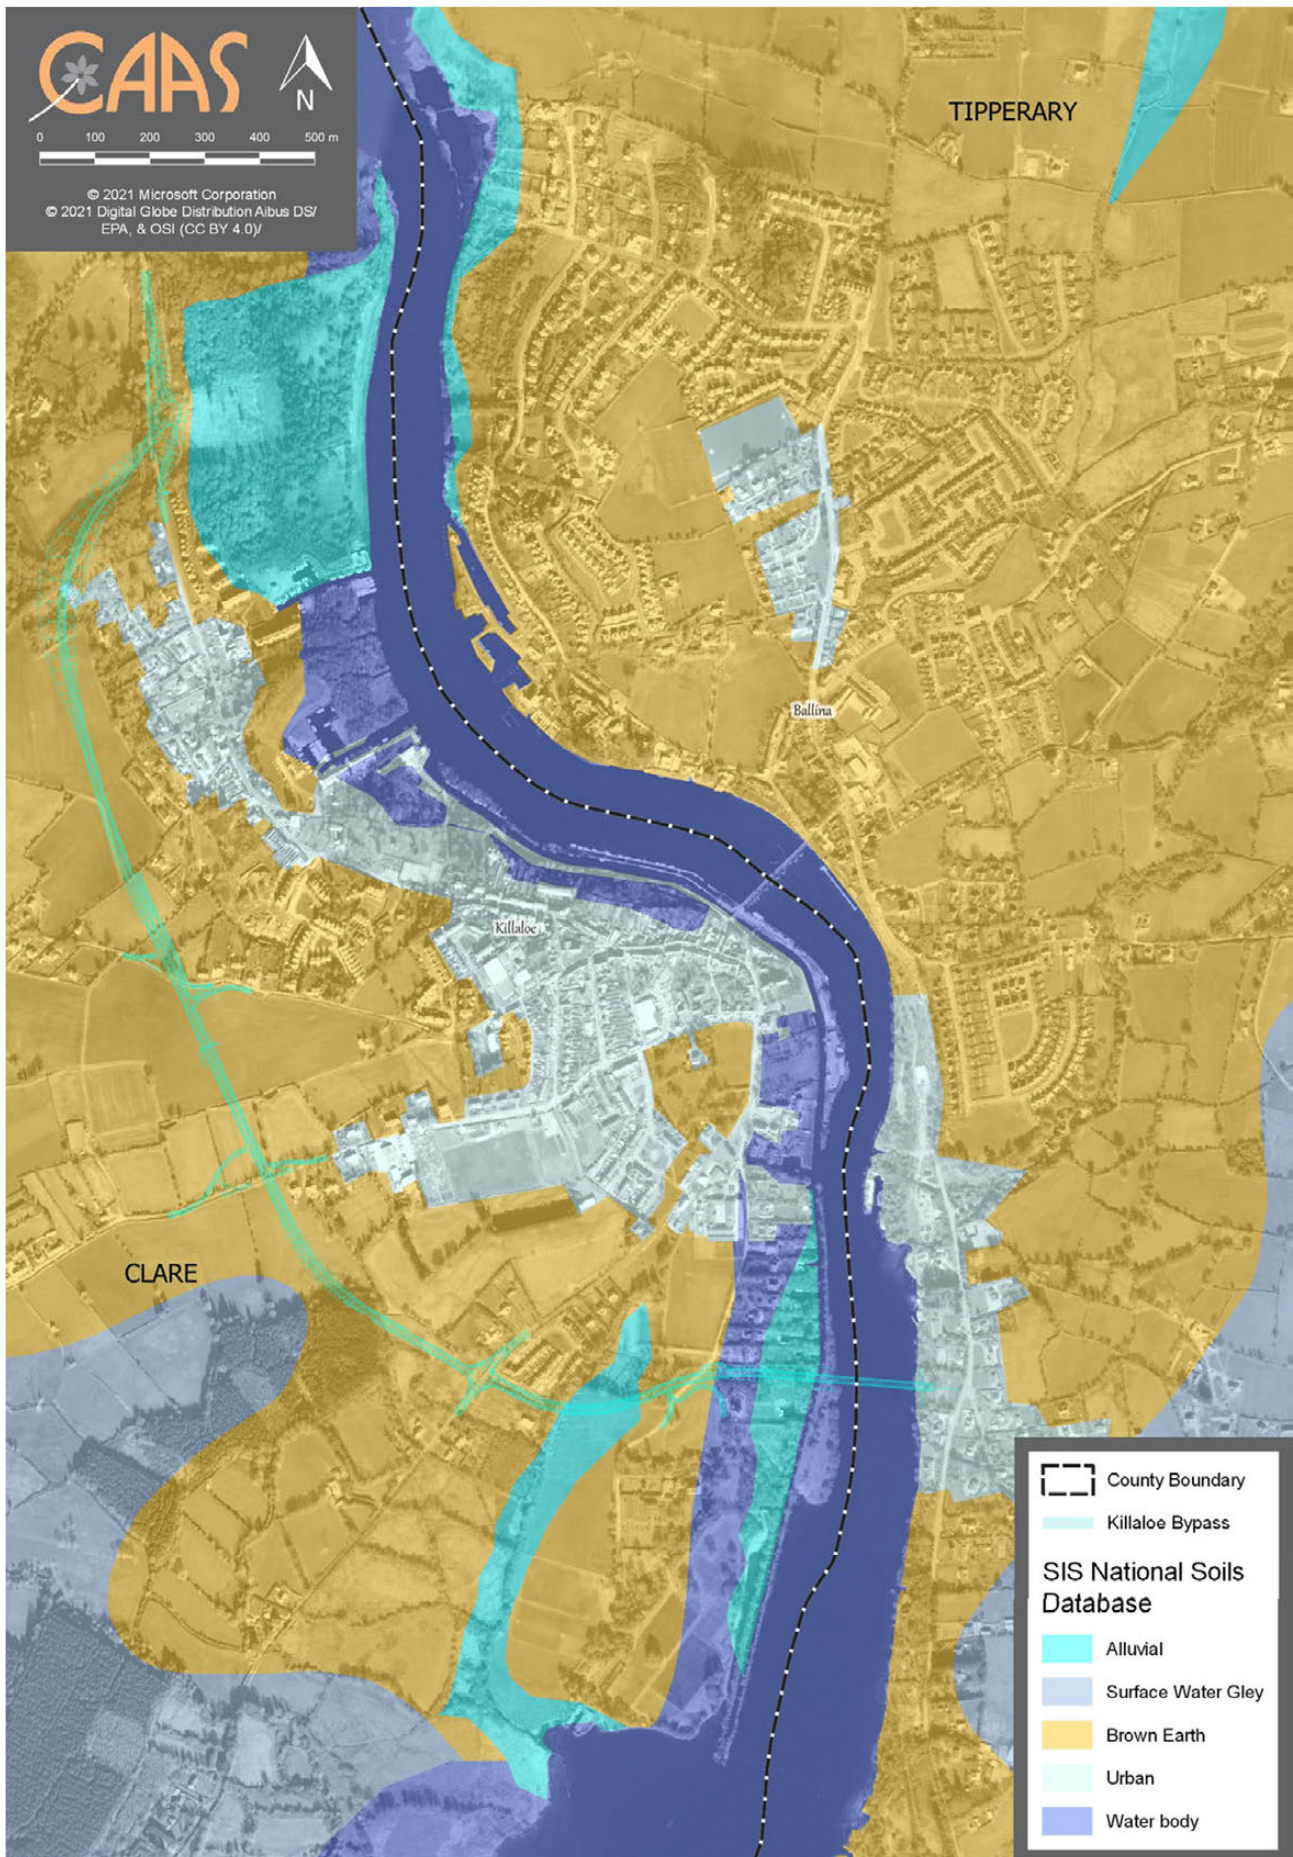 CAAS
N
0 100 200 300 400 500 m
© 2021 Microsoft Corporation
© 2021 Digital Globe Distribution Aibus DS/
EPA, & OSI (CC BY 4.0)/
TIPPERARY
Ballina
Killaloe
CLARE
County Boundary
Killaloe Bypass
SIS National Soils
Database
Alluvial
Surface Water Gley
Brown Earth
Urban
Water body